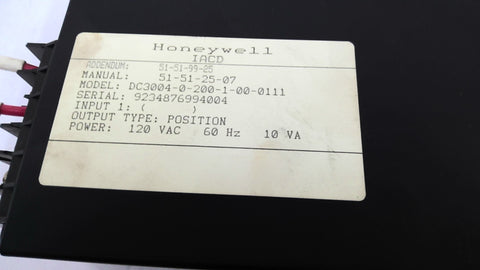 Honeywell
IACD
ADDENDUM: 51-51-99-25
MANUAL: 51-51-25-07
MODEL: DC3004-0-200-1-00-0111
SERIAL: 9234876994004
INPUT 1: ( )
OUTPUT TYPE: POSITION
POWER: 120 VAC 60 Hz 10 VA